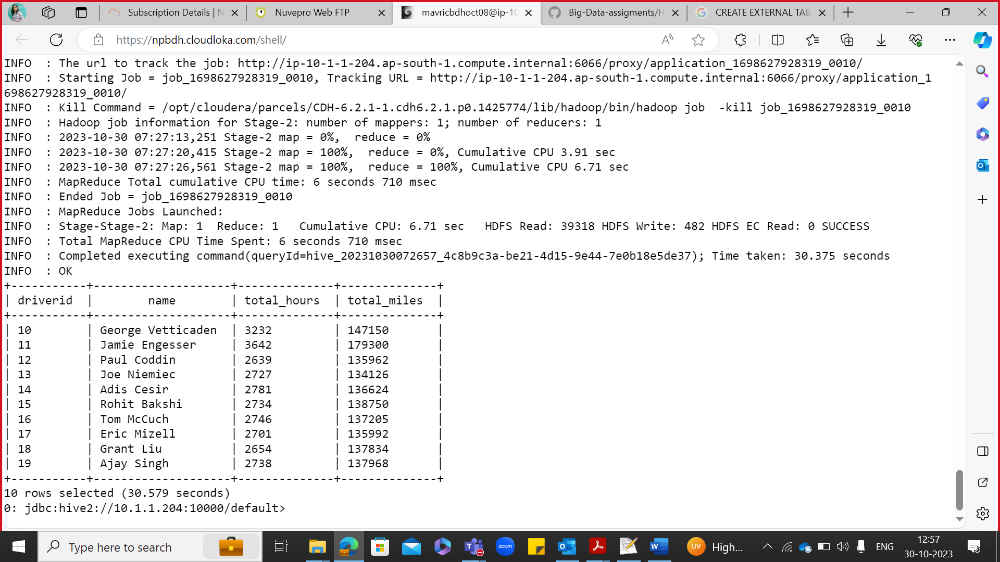 Subscription Details | N
Nuvepro Web FTP
mavricbdhoct08@ip-10
Big-Data-assigments/H
CREATE EXTERNAL TAB
https://npbdh.cloudloka.com/shell/
INFO  : The url to track the job: http://ip-10-1-1-204.ap-south-1.compute.internal:6066/proxy/application_1698627928319_0010/
INFO  : Starting Job = job_1698627928319_0010, Tracking URL = http://ip-10-1-1-204.ap-south-1.compute.internal:6066/proxy/application_1
698627928319_0010/
INFO  : Kill Command = /opt/cloudera/parcels/CDH-6.2.1-1.cdh6.2.1.p0.1425774/lib/hadoop/bin/hadoop job  -kill job_1698627928319_0010
INFO  : Hadoop job information for Stage-2: number of mappers: 1; number of reducers: 1
INFO  : 2023-10-30 07:27:13,251 Stage-2 map = 0%,  reduce = 0%
INFO  : 2023-10-30 07:27:20,415 Stage-2 map = 100%,  reduce = 0%, Cumulative CPU 3.91 sec
INFO  : 2023-10-30 07:27:26,561 Stage-2 map = 100%,  reduce = 100%, Cumulative CPU 6.71 sec
INFO  : MapReduce Total cumulative CPU time: 6 seconds 710 msec
INFO  : Ended Job = job_1698627928319_0010
INFO  : MapReduce Jobs Launched:
INFO  : Stage-Stage-2: Map: 1  Reduce: 1   Cumulative CPU: 6.71 sec   HDFS Read: 39318 HDFS Write: 482 HDFS EC Read: 0 SUCCESS
INFO  : Total MapReduce CPU Time Spent: 6 seconds 710 msec
INFO  : Completed executing command(queryId=hive_20231030072657_4c8b9c3a-be21-4d15-9e44-7e0b18e5de37); Time taken: 30.375 seconds
INFO  : OK
+-----------+--------------------+--------------+--------------+
| driverid  |        name        | total_hours  | total_miles  |
+-----------+--------------------+--------------+--------------+
| 10        | George Vetticaden  | 3232         | 147150       |
| 11        | Jamie Engesser     | 3642         | 179300       |
| 12        | Paul Coddin        | 2639         | 135962       |
| 13        | Joe Niemiec        | 2727         | 134126       |
| 14        | Adis Cesir         | 2781         | 136624       |
| 15        | Rohit Bakshi       | 2734         | 138750       |
| 16        | Tom McCuch         | 2746         | 137205       |
| 17        | Eric Mizell        | 2701         | 135992       |
| 18        | Grant Liu          | 2654         | 137834       |
| 19        | Ajay Singh         | 2738         | 137968       |
+-----------+--------------------+--------------+--------------+
10 rows selected (30.579 seconds)
0: jdbc:hive2://10.1.1.204:10000/default>
Type here to search
zoom
UV
High...
ENG
12:57
30-10-2023